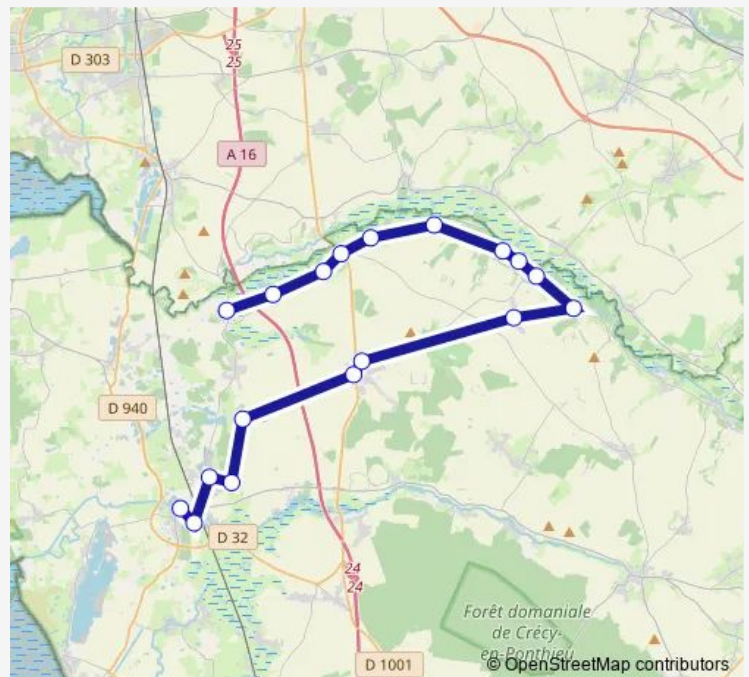 25
25
D 303
A 16
D 940
D 32
24
24
Forêt domaniale
de Crécy-
en-Ponthieu
D 1001
© OpenStreetMap contributors